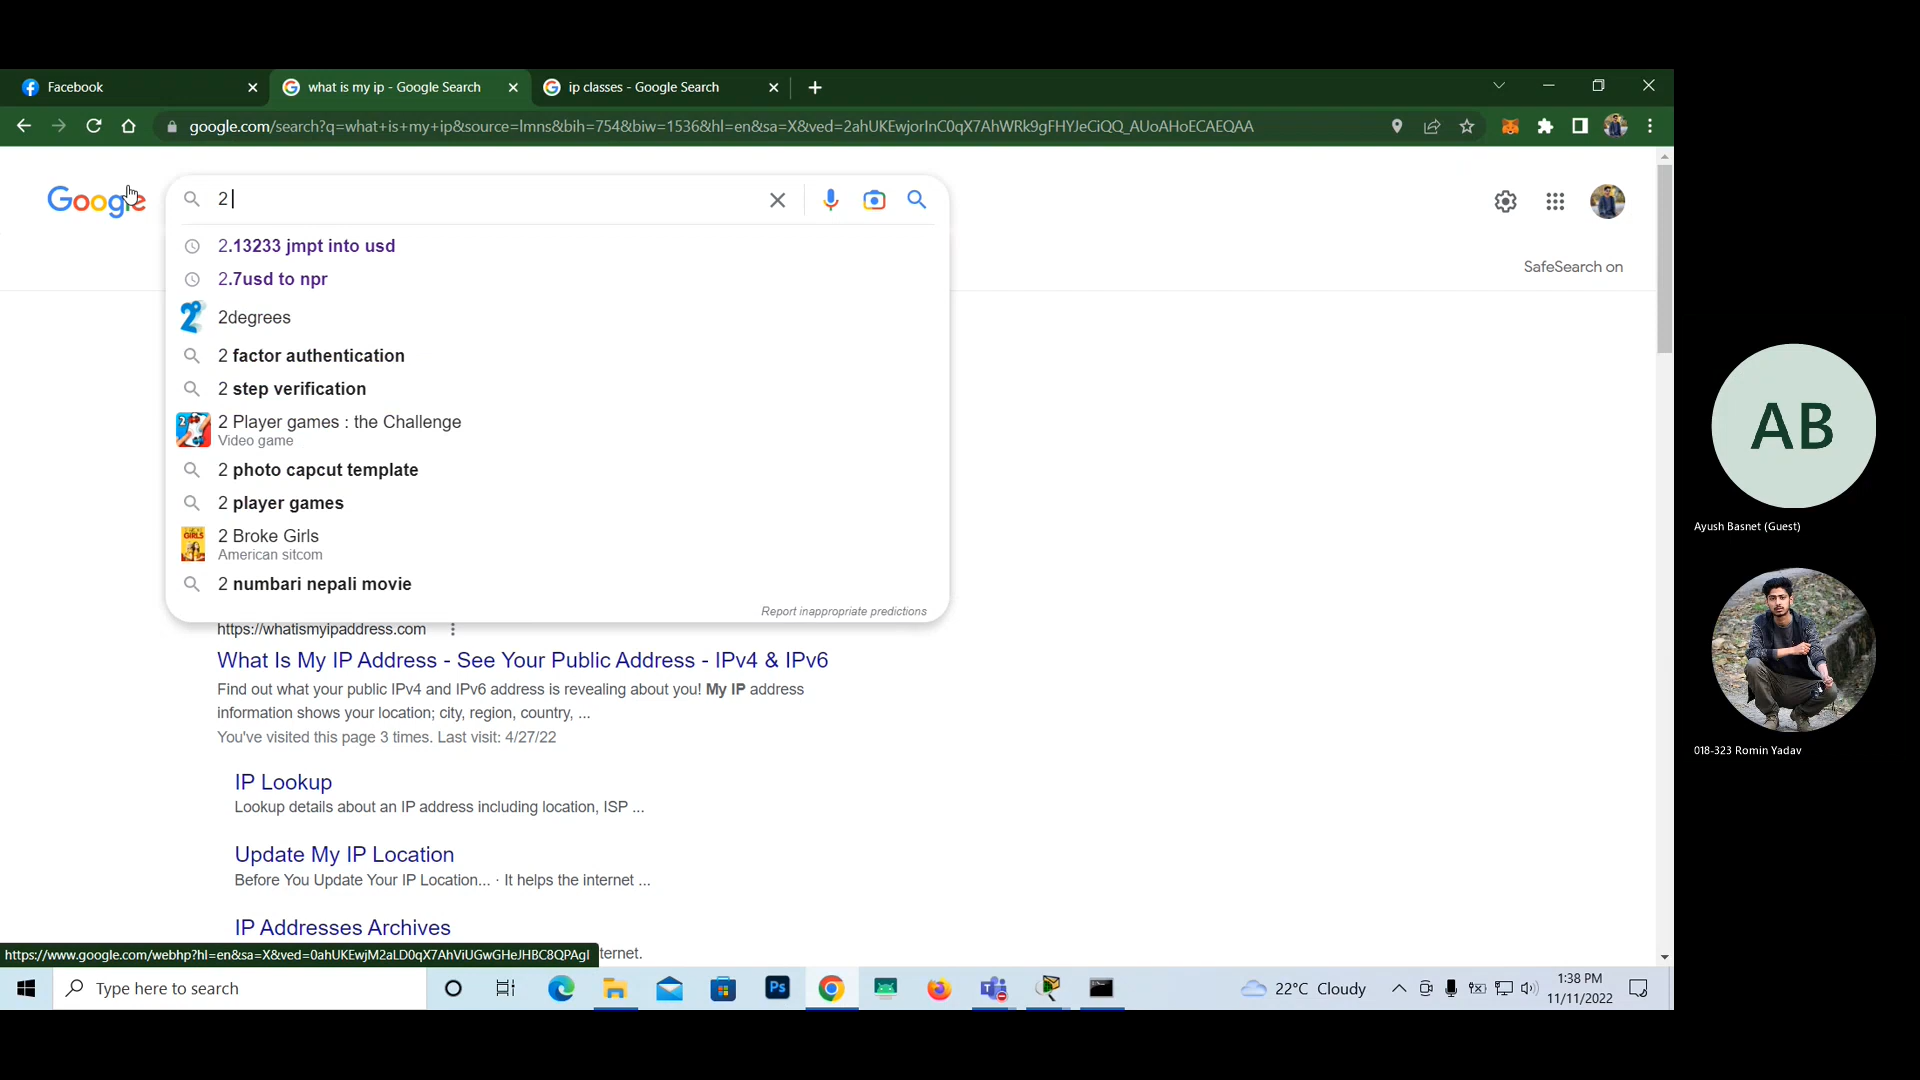 Facebook
what is my ip - Google Search
ip classes - Google Search
google.com/search?q=what+is+my+ip&source=lmns&bih=754&biw=1536&hl=en&sa=X&ved=2ahUKEwjorInC0qX7AhWRk9gFHYJeCiQQ_AUoAHoECAEQAA
Google
2
2.13233 jmpt into usd
2.7usd to npr
2degrees
2 factor authentication
2 step verification
2 Player games : the Challenge
Video game
2 photo capcut template
2 player games
2 Broke Girls
American sitcom
2 numbari nepali movie
Report inappropriate predictions
SafeSearch on
https://whatismyipaddress.com
What Is My IP Address - See Your Public Address - IPv4 & IPv6
Find out what your public IPv4 and IPv6 address is revealing about you! My IP address
information shows your location; city, region, country, ...
You've visited this page 3 times. Last visit: 4/27/22
IP Lookup
Lookup details about an IP address including location, ISP ...
Update My IP Location
Before You Update Your IP Location... · It helps the internet ...
IP Addresses Archives
ternet.
https://www.google.com/webhp?hl=en&sa=X&ved=0ahUKEwjM2aLD0qX7AhViUGwGHeJHBC8QPAgI
Type here to search
Ps
22°C Cloudy
1:38 PM
11/11/2022
AB
Ayush Basnet (Guest)
018-323 Romin Yadav